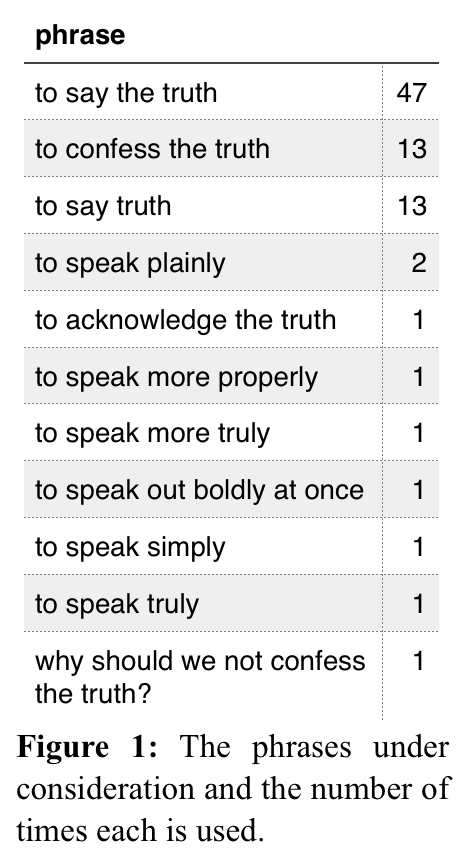 phrase
to say the truth 47
to confess the truth 13
to say truth 13
to speak plainly 2
to acknowledge the truth 1
to speak more properly 1
to speak more truly 1
to speak out boldly at once 1
to speak simply 1
to speak truly 1
why should we not confess 1
the truth?
Figure 1: The phrases under
consideration and the number of
times each is used.